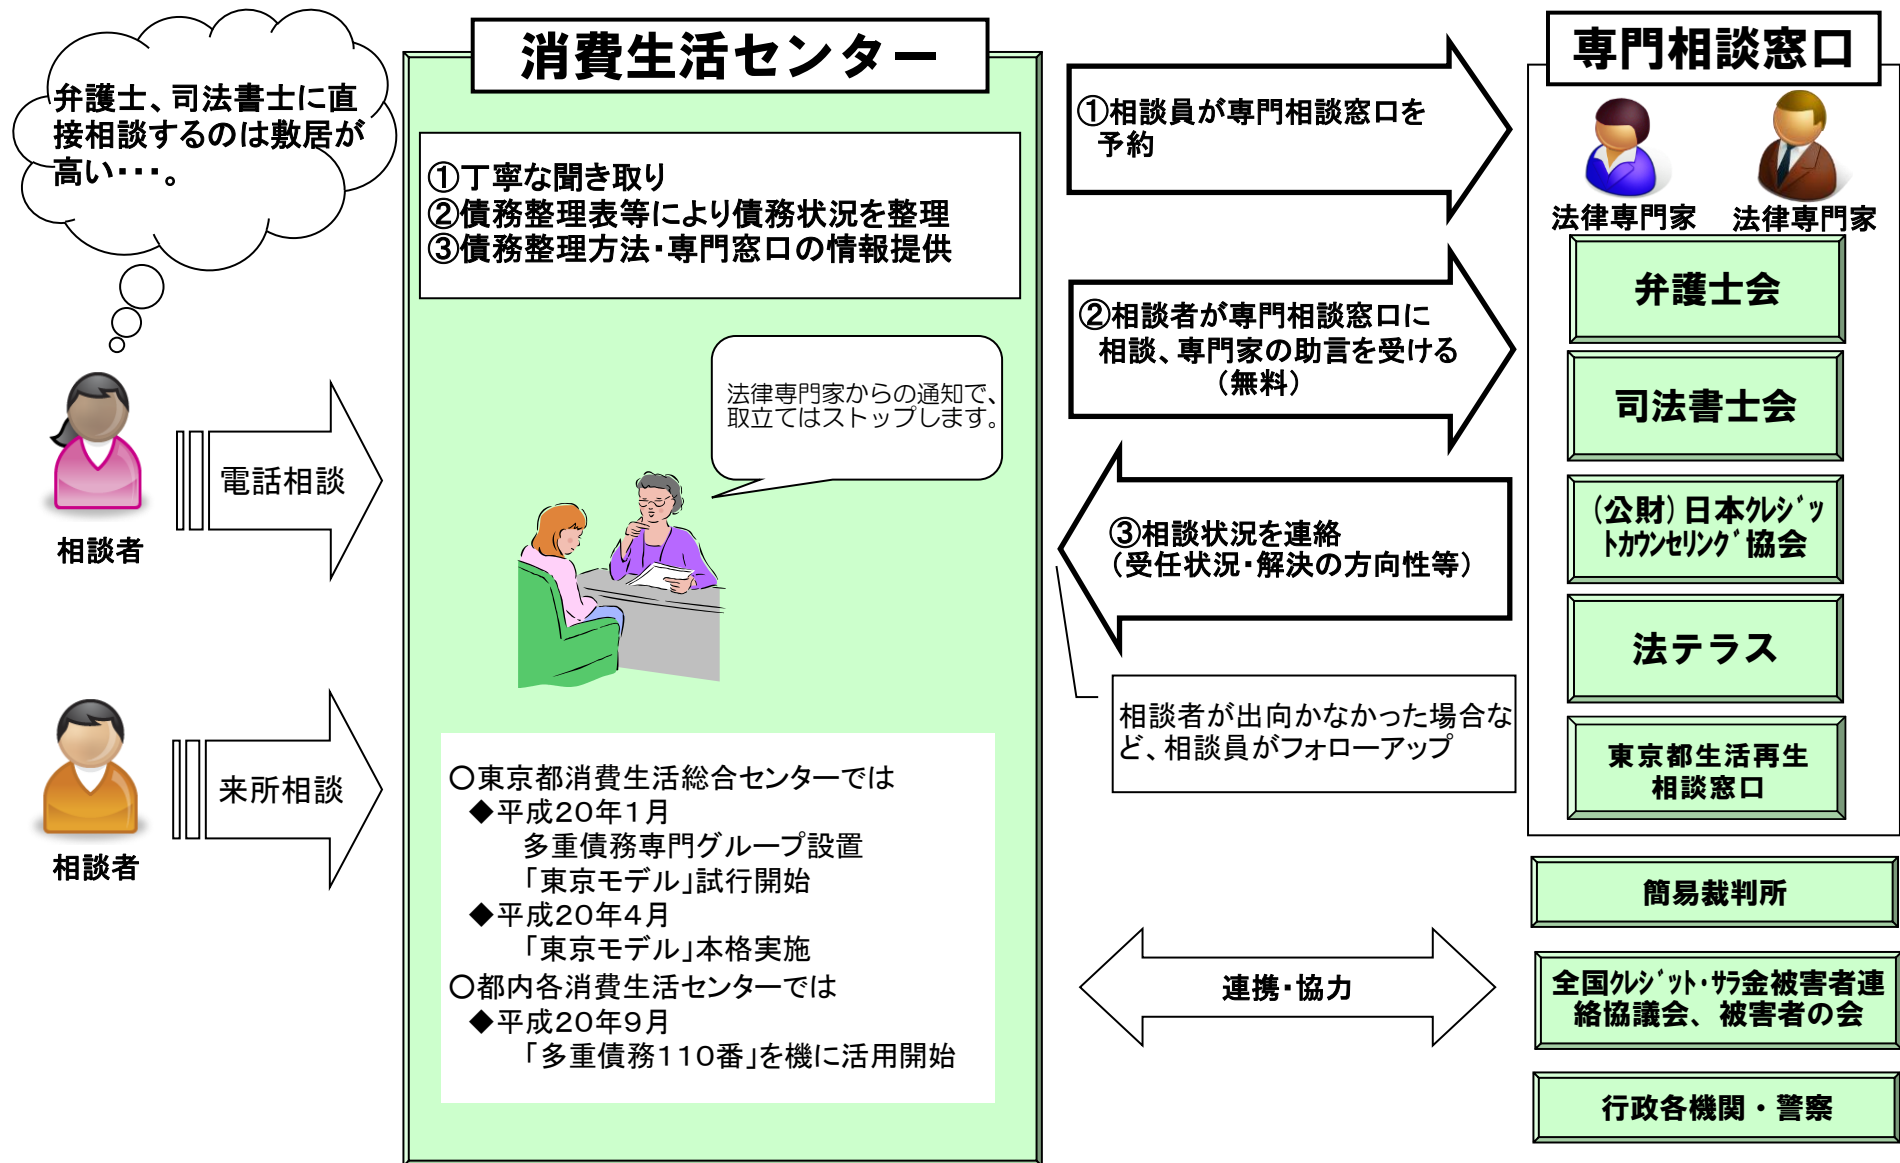 弁護士、司法書士に直
接相談するのは敷居が
高い・・・。
相談者
電話相談
相談者
来所相談
消費生活センター
①丁寧な聞き取り
②債務整理表等により債務状況を整理
③債務整理方法・専門窓口の情報提供
法律専門家からの通知で、
取立てはストップします。
〇東京都消費生活総合センターでは
◆平成20年1月
多重債務専門グループ設置
「東京モデル」試行開始
◆平成20年4月
「東京モデル」本格実施
〇都内各消費生活センターでは
◆平成20年9月
「多重債務110番」を機に活用開始
①相談員が専門相談窓口を
予約
②相談者が専門相談窓口に
相談、専門家の助言を受ける
（無料）
③相談状況を連絡
（受任状況・解決の方向性等）
相談者が出向かなかった場合な
ど、相談員がフォローアップ
連携・協力
専門相談窓口
法律専門家 法律専門家
弁護士会
司法書士会
（公財）日本ｸﾚｼﾞｯ
ﾄｶｳﾝｾﾘﾝｸﾞ協会
法テラス
東京都生活再生
相談窓口
簡易裁判所
全国ｸﾚｼﾞｯﾄ・ｻﾗ金被害者連
絡協議会、被害者の会
行政各機関・警察